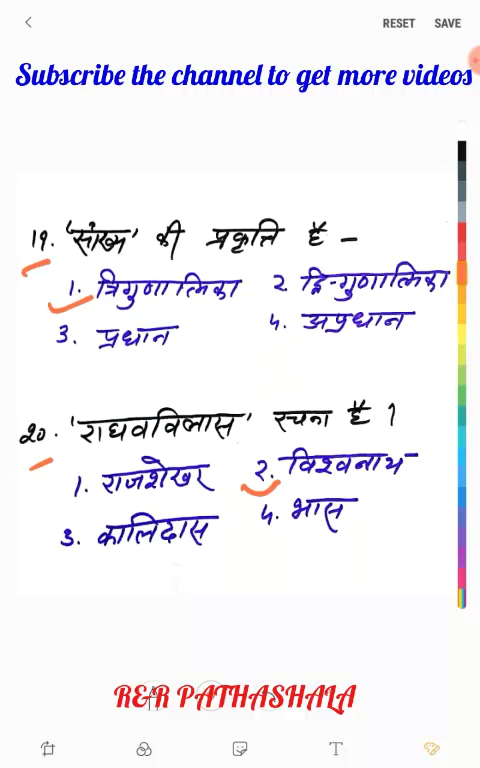 RESET SAVE
Subscribe the channel to get more videos
19. 'सांख्य' की प्रकृति है -
1. त्रिगुणात्मिका 2. द्वि-गुणात्मिका
3. प्रधान 4. अप्रधान
20. 'राघवविलास' रचना है ?
1. राजशेखर 2. विश्वनाथ
3. कालिदास 4. भास
R&R PATHASHALA
T